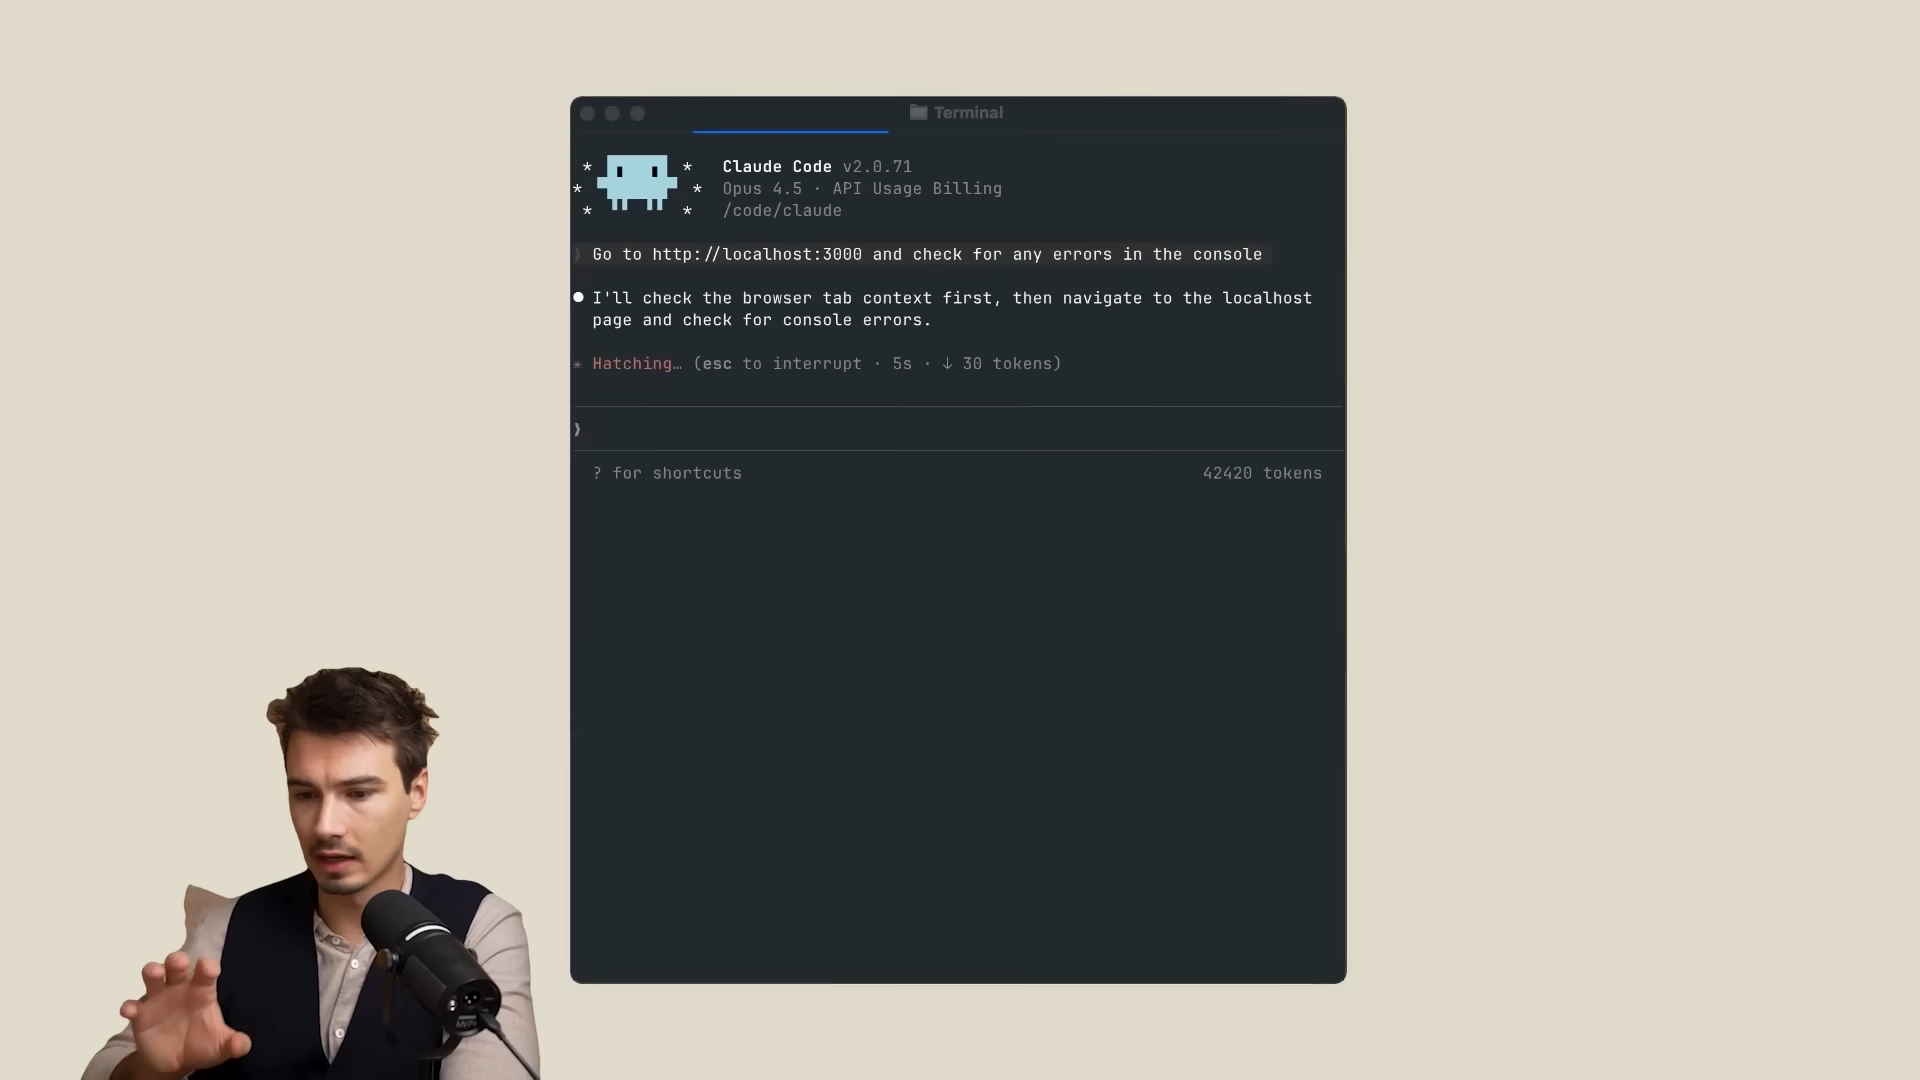 Terminal
* * Claude Code v2.0.71
* * Opus 4.5 · API Usage Billing
* * /code/claude
❯ Go to http://localhost:3000 and check for any errors in the console
● I'll check the browser tab context first, then navigate to the localhost
page and check for console errors.
✳ Hatching… (esc to interrupt · 5s · ↓ 30 tokens)
❯
? for shortcuts 42420 tokens
MV7+